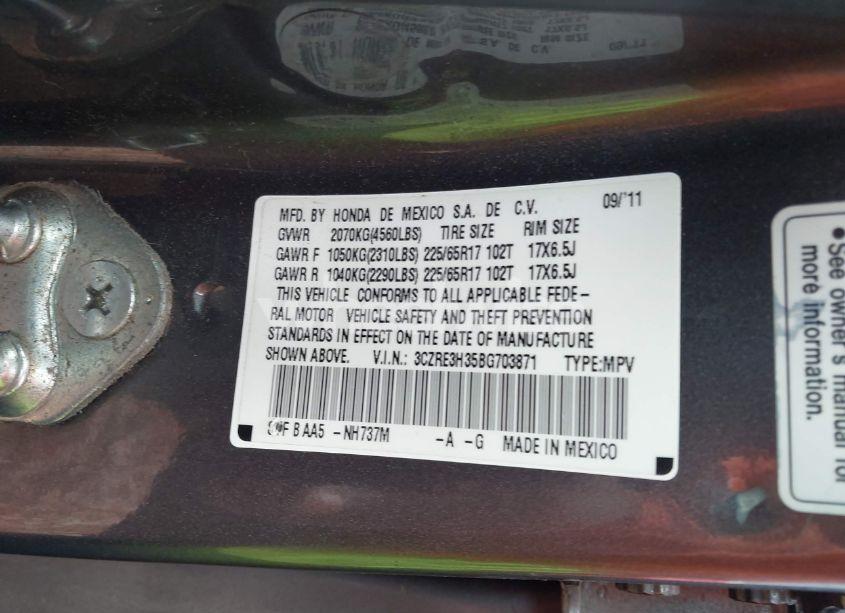 MFD. BY HONDA DE MEXICO S.A. DE C.V. 09/'11
GVWR 2070KG(4560LBS) TIRE SIZE RIM SIZE
GAWR F 1050KG(2310LBS) 225/65R17 102T 17X6.5J
GAWR R 1040KG(2290LBS) 225/65R17 102T 17X6.5J
THIS VEHICLE CONFORMS TO ALL APPLICABLE FEDE-
RAL MOTOR VEHICLE SAFETY AND THEFT PREVENTION
STANDARDS IN EFFECT ON THE DATE OF MANUFACTURE
SHOWN ABOVE. V.I.N.: 3CZRE3H35BG703871 TYPE:MPV
B AA5 -NH737M -A -G MADE IN MEXICO
See owner's manual for
more information.